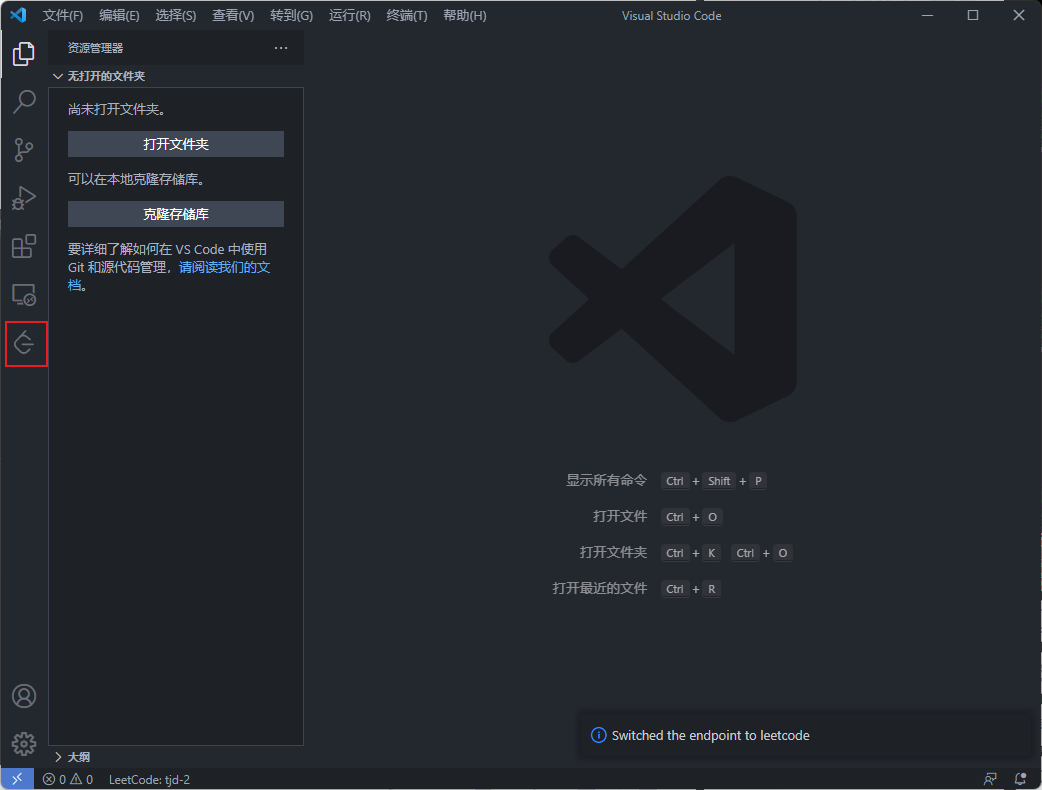 文件(F) 编辑(E) 选择(S) 查看(V) 转到(G) 运行(R) 终端(T) 帮助(H) Visual Studio Code
资源管理器
无打开的文件夹
尚未打开文件夹。
打开文件夹
可以在本地克隆存储库。
克隆存储库
要详细了解如何在 VS Code 中使用
Git 和源代码管理，请阅读我们的文
档。
显示所有命令 Ctrl + Shift + P
打开文件 Ctrl + O
打开文件夹 Ctrl + K Ctrl + O
打开最近的文件 Ctrl + R
Switched the endpoint to leetcode
大纲
0 0 LeetCode: tjd-2